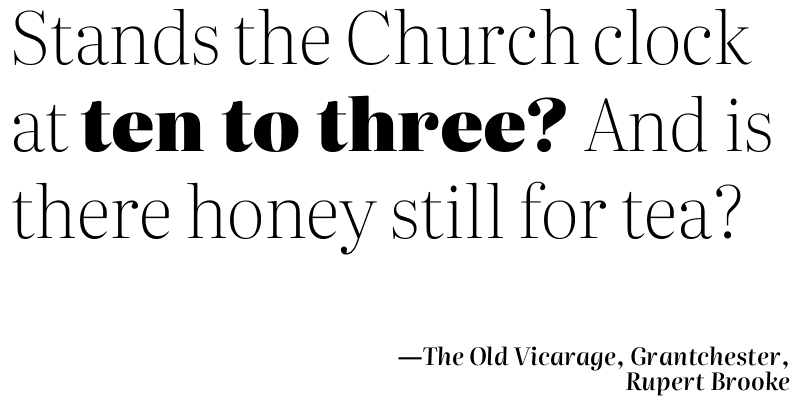 Stands the Church clock
at ten to three? And is
there honey still for tea?
—The Old Vicarage, Grantchester,
Rupert Brooke